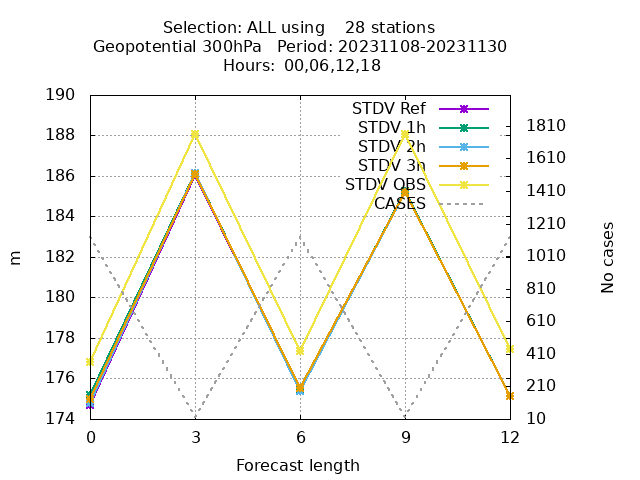 Selection: ALL using    28 stations
Geopotential 300hPa   Period: 20231108-20231130
Hours: 00,06,12,18
190
188
186
184
182
180
178
176
174
m
STDV Ref
STDV 1h
STDV 2h
STDV 3h
STDV OBS
CASES
1810
1610
1410
1210
1010
810
610
410
210
10
No cases
0 3 6 9 12
Forecast length